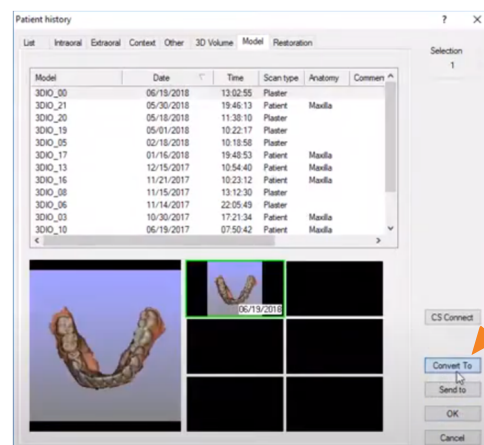 Patient history ? X
List Intraoral Extraoral Context Other 3D Volume Model Restoration
Selection
1
Model Date Time Scan type Anatomy Commen
3DIO_00 06/19/2018 13:02:55 Plaster
3DIO_21 05/30/2018 19:46:13 Patient Maxilla
3DIO_20 05/18/2018 11:38:10 Plaster
3DIO_19 05/01/2018 10:22:17 Plaster
3DIO_05 02/18/2018 10:18:58 Plaster
3DIO_17 01/16/2018 19:48:53 Patient Maxilla
3DIO_13 12/15/2017 10:54:40 Patient Maxilla
3DIO_16 11/21/2017 10:23:12 Patient Maxilla
3DIO_08 11/15/2017 13:12:30 Plaster
3DIO_06 11/14/2017 22:05:49 Plaster
3DIO_03 10/30/2017 17:21:34 Patient Maxilla
3DIO_10 06/19/2017 07:50:42 Patient Maxilla
06/19/2018
CS Connect
Convert To
Send to
OK
Cancel